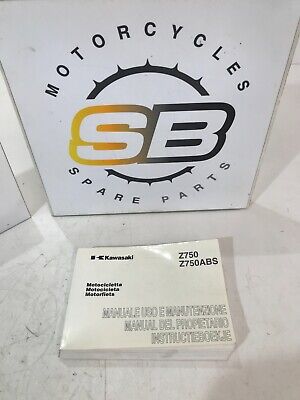 MOTORCYCLES
SB
SPARE PARTS
Kawasaki
Z750
Z750ABS
Motocicletta
Motocicleta
Motorfiets
MANUALE USO E MANUTENZIONE
MANUAL DEL PROPIETARIO
INSTRUCTIEBOEKJE